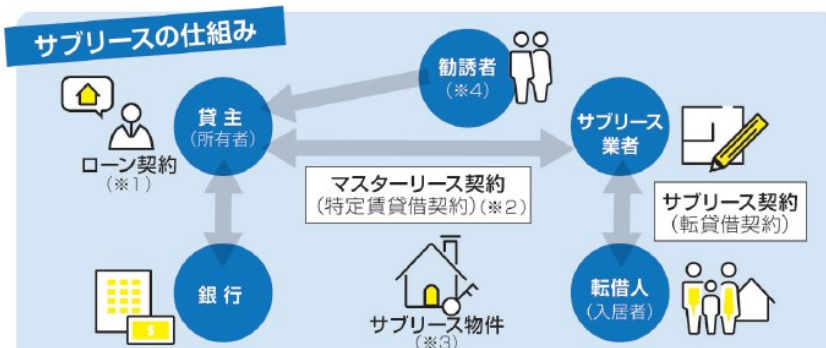 サブリースの仕組み
勧誘者
(※4)
貸主
(所有者)
サブリース
業者
ローン契約
(※1)
マスターリース契約
(特定賃貸借契約)(※2)
サブリース契約
(転貸借契約)
銀行
$
サブリース物件
(※3)
転借人
(入居者)